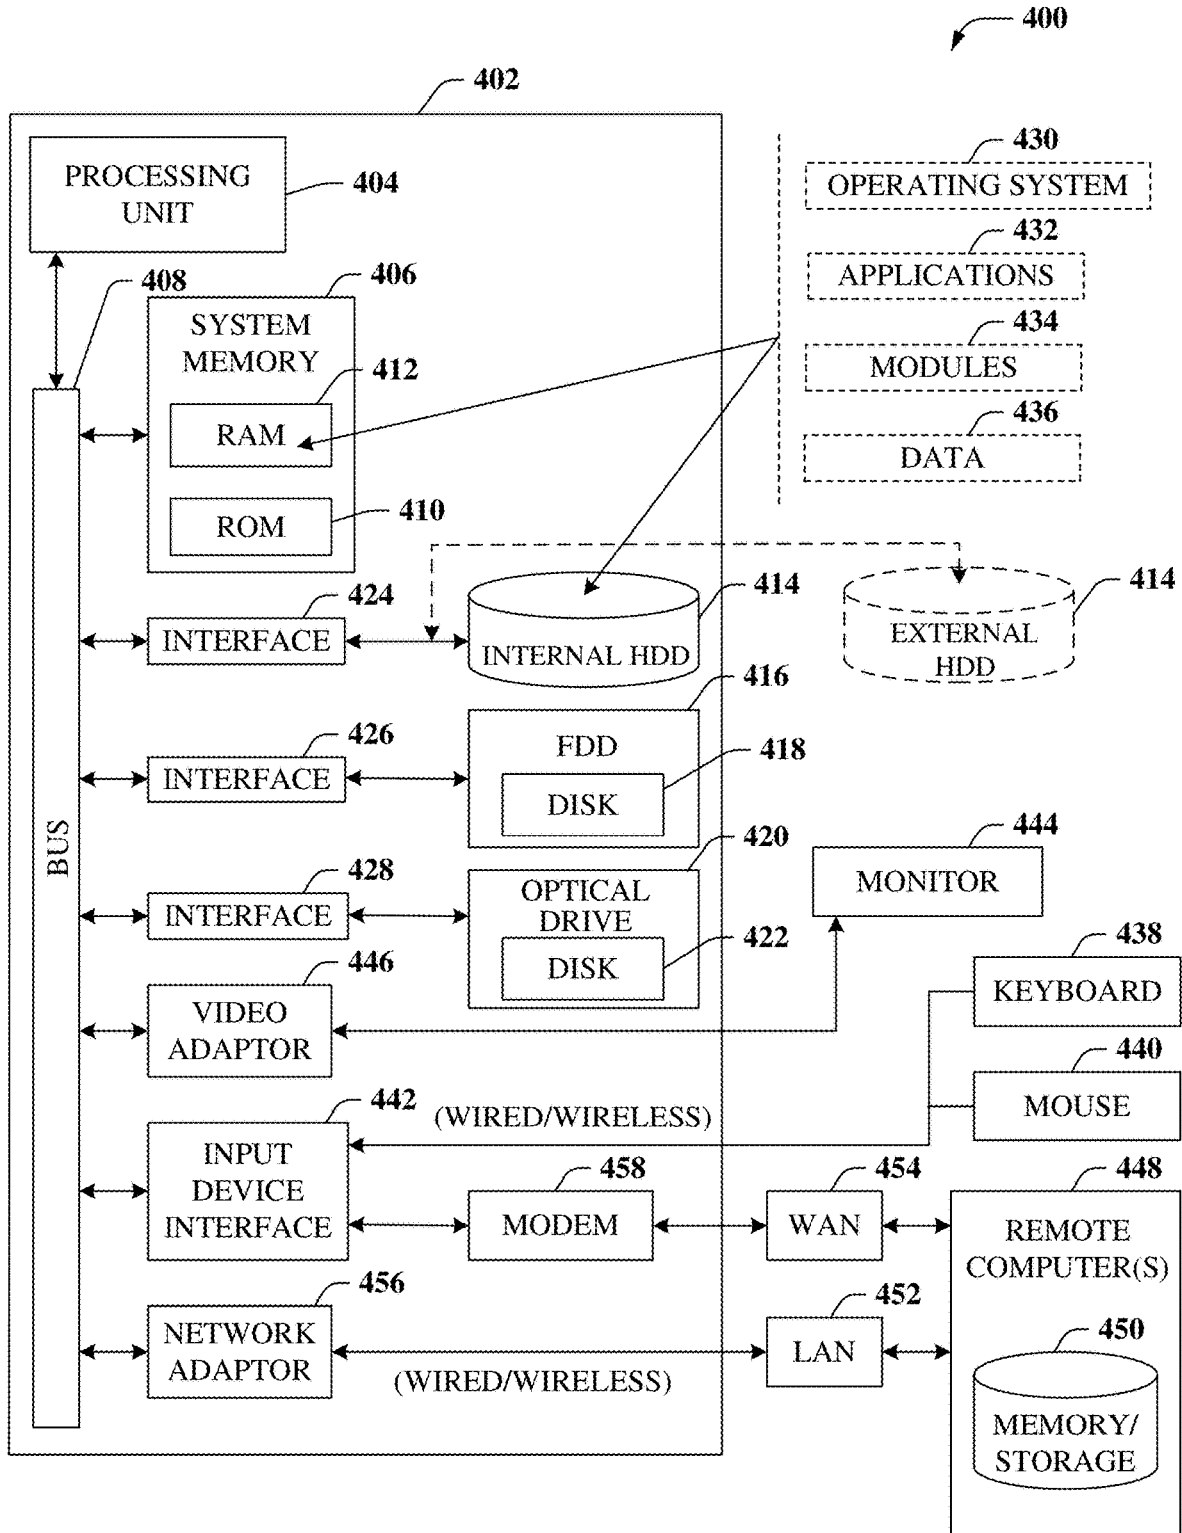 400
402
PROCESSING
UNIT
404
430
OPERATING SYSTEM
432
APPLICATIONS
434
MODULES
436
DATA
408
406
SYSTEM
MEMORY
412
RAM
410
ROM
BUS
424
INTERFACE
414
INTERNAL HDD
414
EXTERNAL
HDD
426
INTERFACE
416
FDD
418
DISK
428
INTERFACE
420
OPTICAL
DRIVE
422
DISK
444
MONITOR
446
VIDEO
ADAPTOR
438
KEYBOARD
440
MOUSE
442
INPUT
DEVICE
INTERFACE
(WIRED/WIRELESS)
458
MODEM
454
WAN
448
REMOTE
COMPUTER(S)
456
NETWORK
ADAPTOR
(WIRED/WIRELESS)
452
LAN
450
MEMORY/
STORAGE